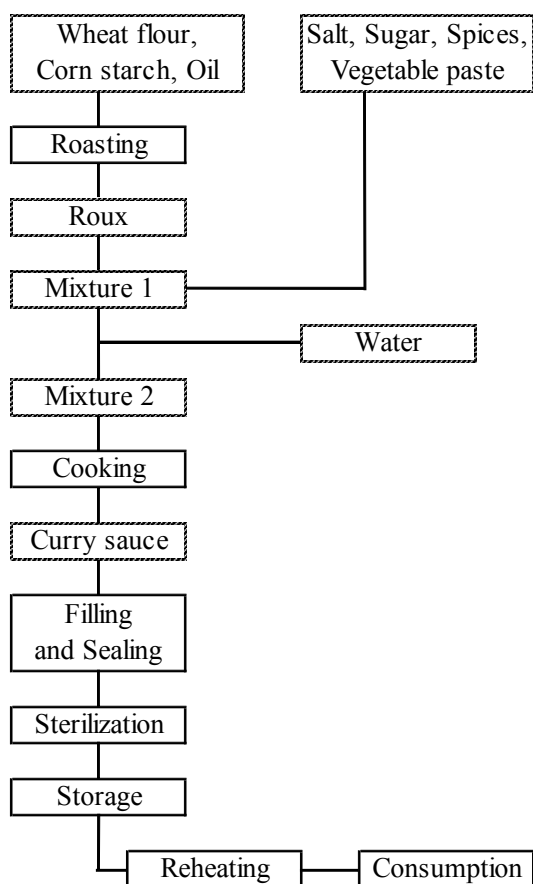 Wheat flour,
Corn starch, Oil
Salt, Sugar, Spices,
Vegetable paste
Roasting
Roux
Mixture 1
Water
Mixture 2
Cooking
Curry sauce
Filling
and Sealing
Sterilization
Storage
Reheating
Consumption